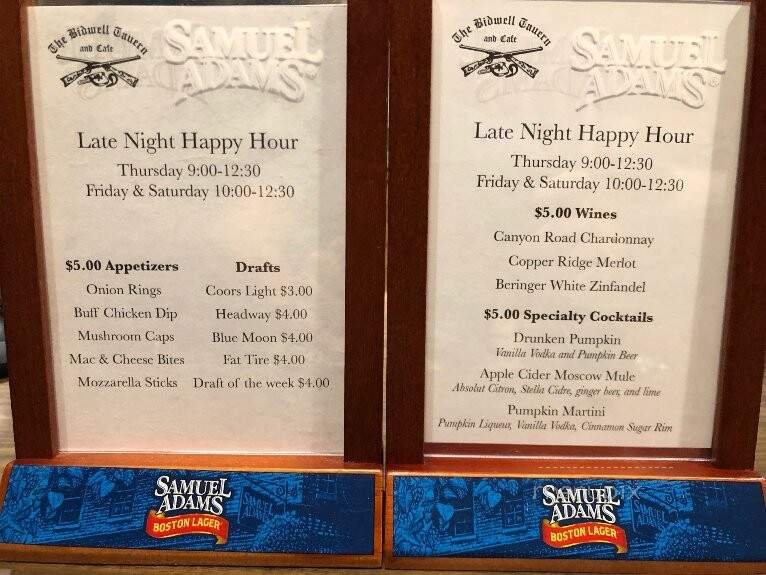 The Bidwell Tavern
and Cafe
SAMUEL
ADAMS
Late Night Happy Hour
Thursday 9:00-12:30
Friday & Saturday 10:00-12:30
$5.00 Appetizers
Onion Rings
Buff Chicken Dip
Mushroom Caps
Mac & Cheese Bites
Mozzarella Sticks
Drafts
Coors Light $3.00
Headway $4.00
Blue Moon $4.00
Fat Tire $4.00
Draft of the week $4.00
SAMUEL
ADAMS
BOSTON LAGER
The Bidwell Tavern
and Cafe
SAMUEL
ADAMS®
Late Night Happy Hour
Thursday 9:00-12:30
Friday & Saturday 10:00-12:30
$5.00 Wines
Canyon Road Chardonnay
Copper Ridge Merlot
Beringer White Zinfandel
$5.00 Specialty Cocktails
Drunken Pumpkin
Vanilla Vodka and Pumpkin Beer
Apple Cider Moscow Mule
Absolut Citron, Stella Cidre, ginger beer, and lime
Pumpkin Martini
Pumpkin Liqueur, Vanilla Vodka, Cinnamon Sugar Rim
SAMUEL
ADAMS
BOSTON LAGER